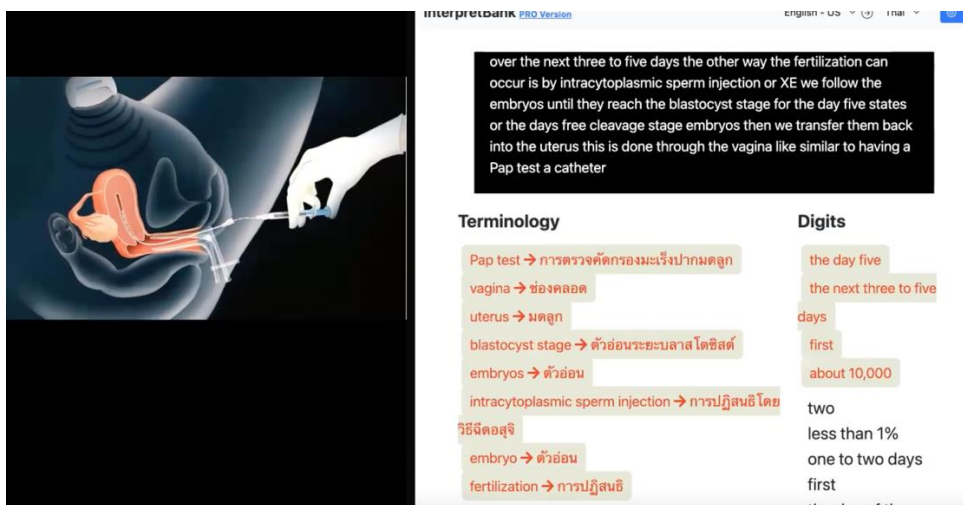 InterpretBank PRO Version
English - US
Thai
over the next three to five days the other way the fertilization can
occur is by intracytoplasmic sperm injection or XE we follow the
embryos until they reach the blastocyst stage for the day five states
or the days free cleavage stage embryos then we transfer them back
into the uterus this is done through the vagina like similar to having a
Pap test a catheter
Terminology
Pap test → การตรวจคัดกรองมะเร็งปากมดลูก
vagina → ช่องคลอด
uterus → มดลูก
blastocyst stage → ตัวอ่อนระยะบลาสโตซิสต์
embryos → ตัวอ่อน
intracytoplasmic sperm injection → การปฏิสนธิโดย
วิธีฉีดอสุจิ
embryo → ตัวอ่อน
fertilization → การปฏิสนธิ
Digits
the day five
the next three to five
days
first
about 10,000
two
less than 1%
one to two days
first